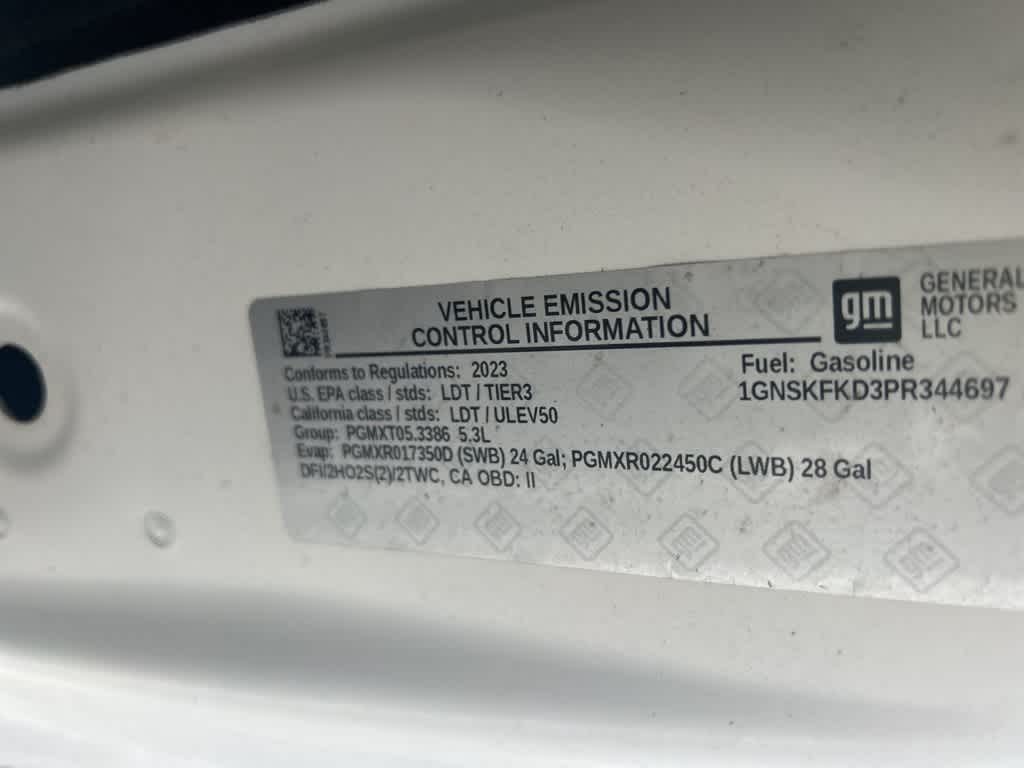 VEHICLE EMISSION
CONTROL INFORMATION
gm
GENERAL
MOTORS
LLC
Conforms to Regulations: 2023
U.S. EPA class / stds: LDT / TIER3
California class / stds: LDT / ULEV50
Group: PGMXT05.3386 5.3L
Evap: PGMXR017350D (SWB) 24 Gal; PGMXR022450C (LWB) 28 Gal
DFI/2HO2S(2)/2TWC, CA OBD: II
Fuel: Gasoline
1GNSKFKD3PR344697